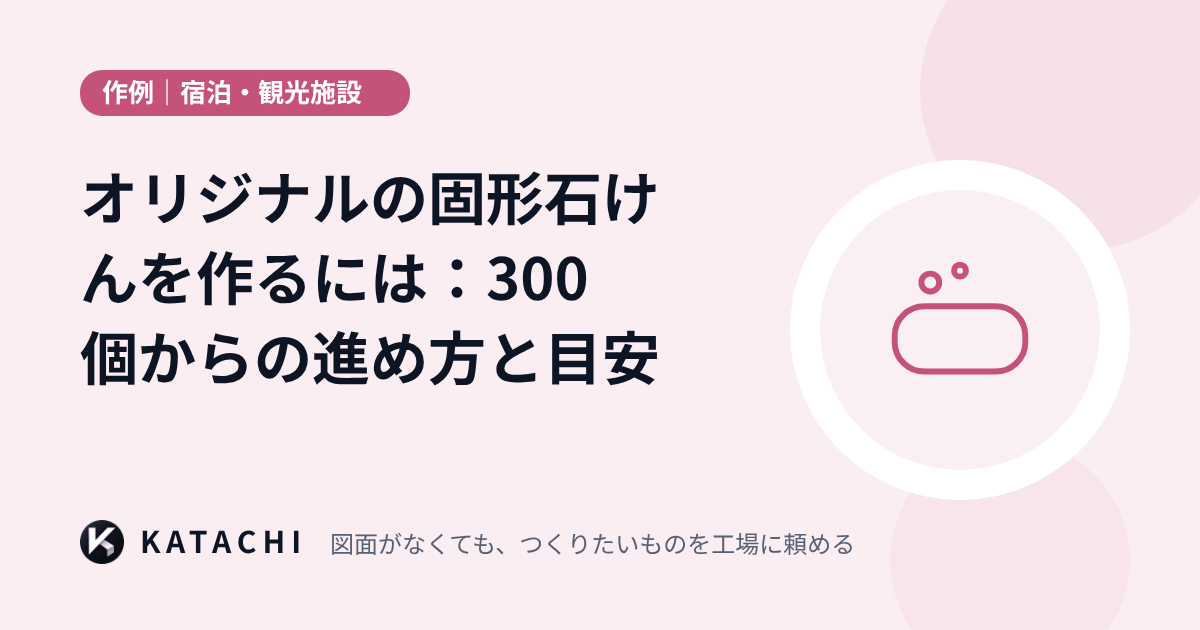 作例｜宿泊・観光施設
オリジナルの固形石け
んを作るには：300
個からの進め方と目安
KATACHI 図面がなくても、つくりたいものを工場に頼める